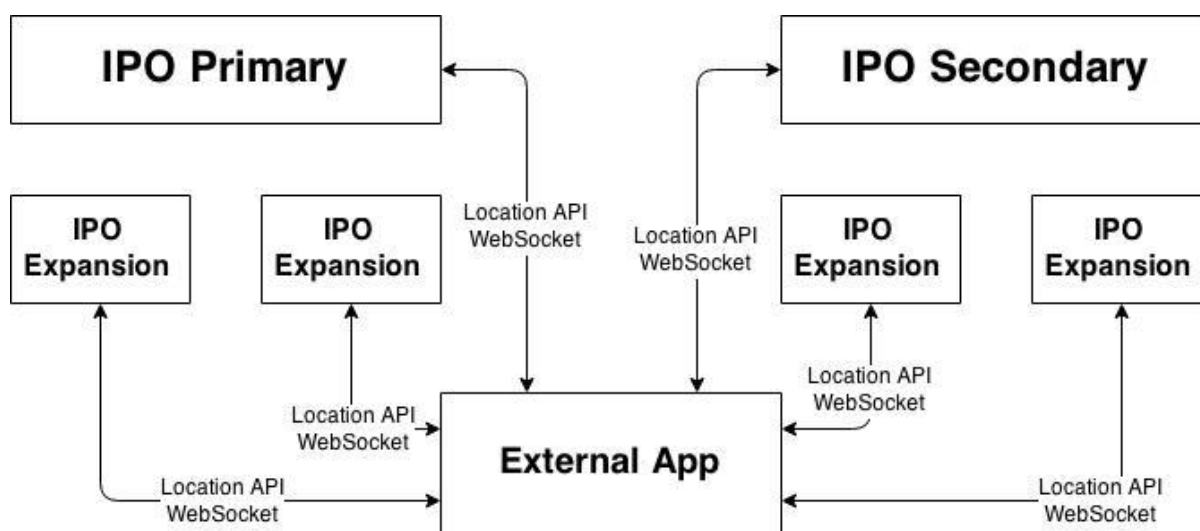 IPO Primary
IPO Secondary
IPO
Expansion
IPO
Expansion
Location API
WebSocket
Location API
WebSocket
IPO
Expansion
IPO
Expansion
Location API
WebSocket
Location API
WebSocket
External App
Location API
WebSocket
Location API
WebSocket